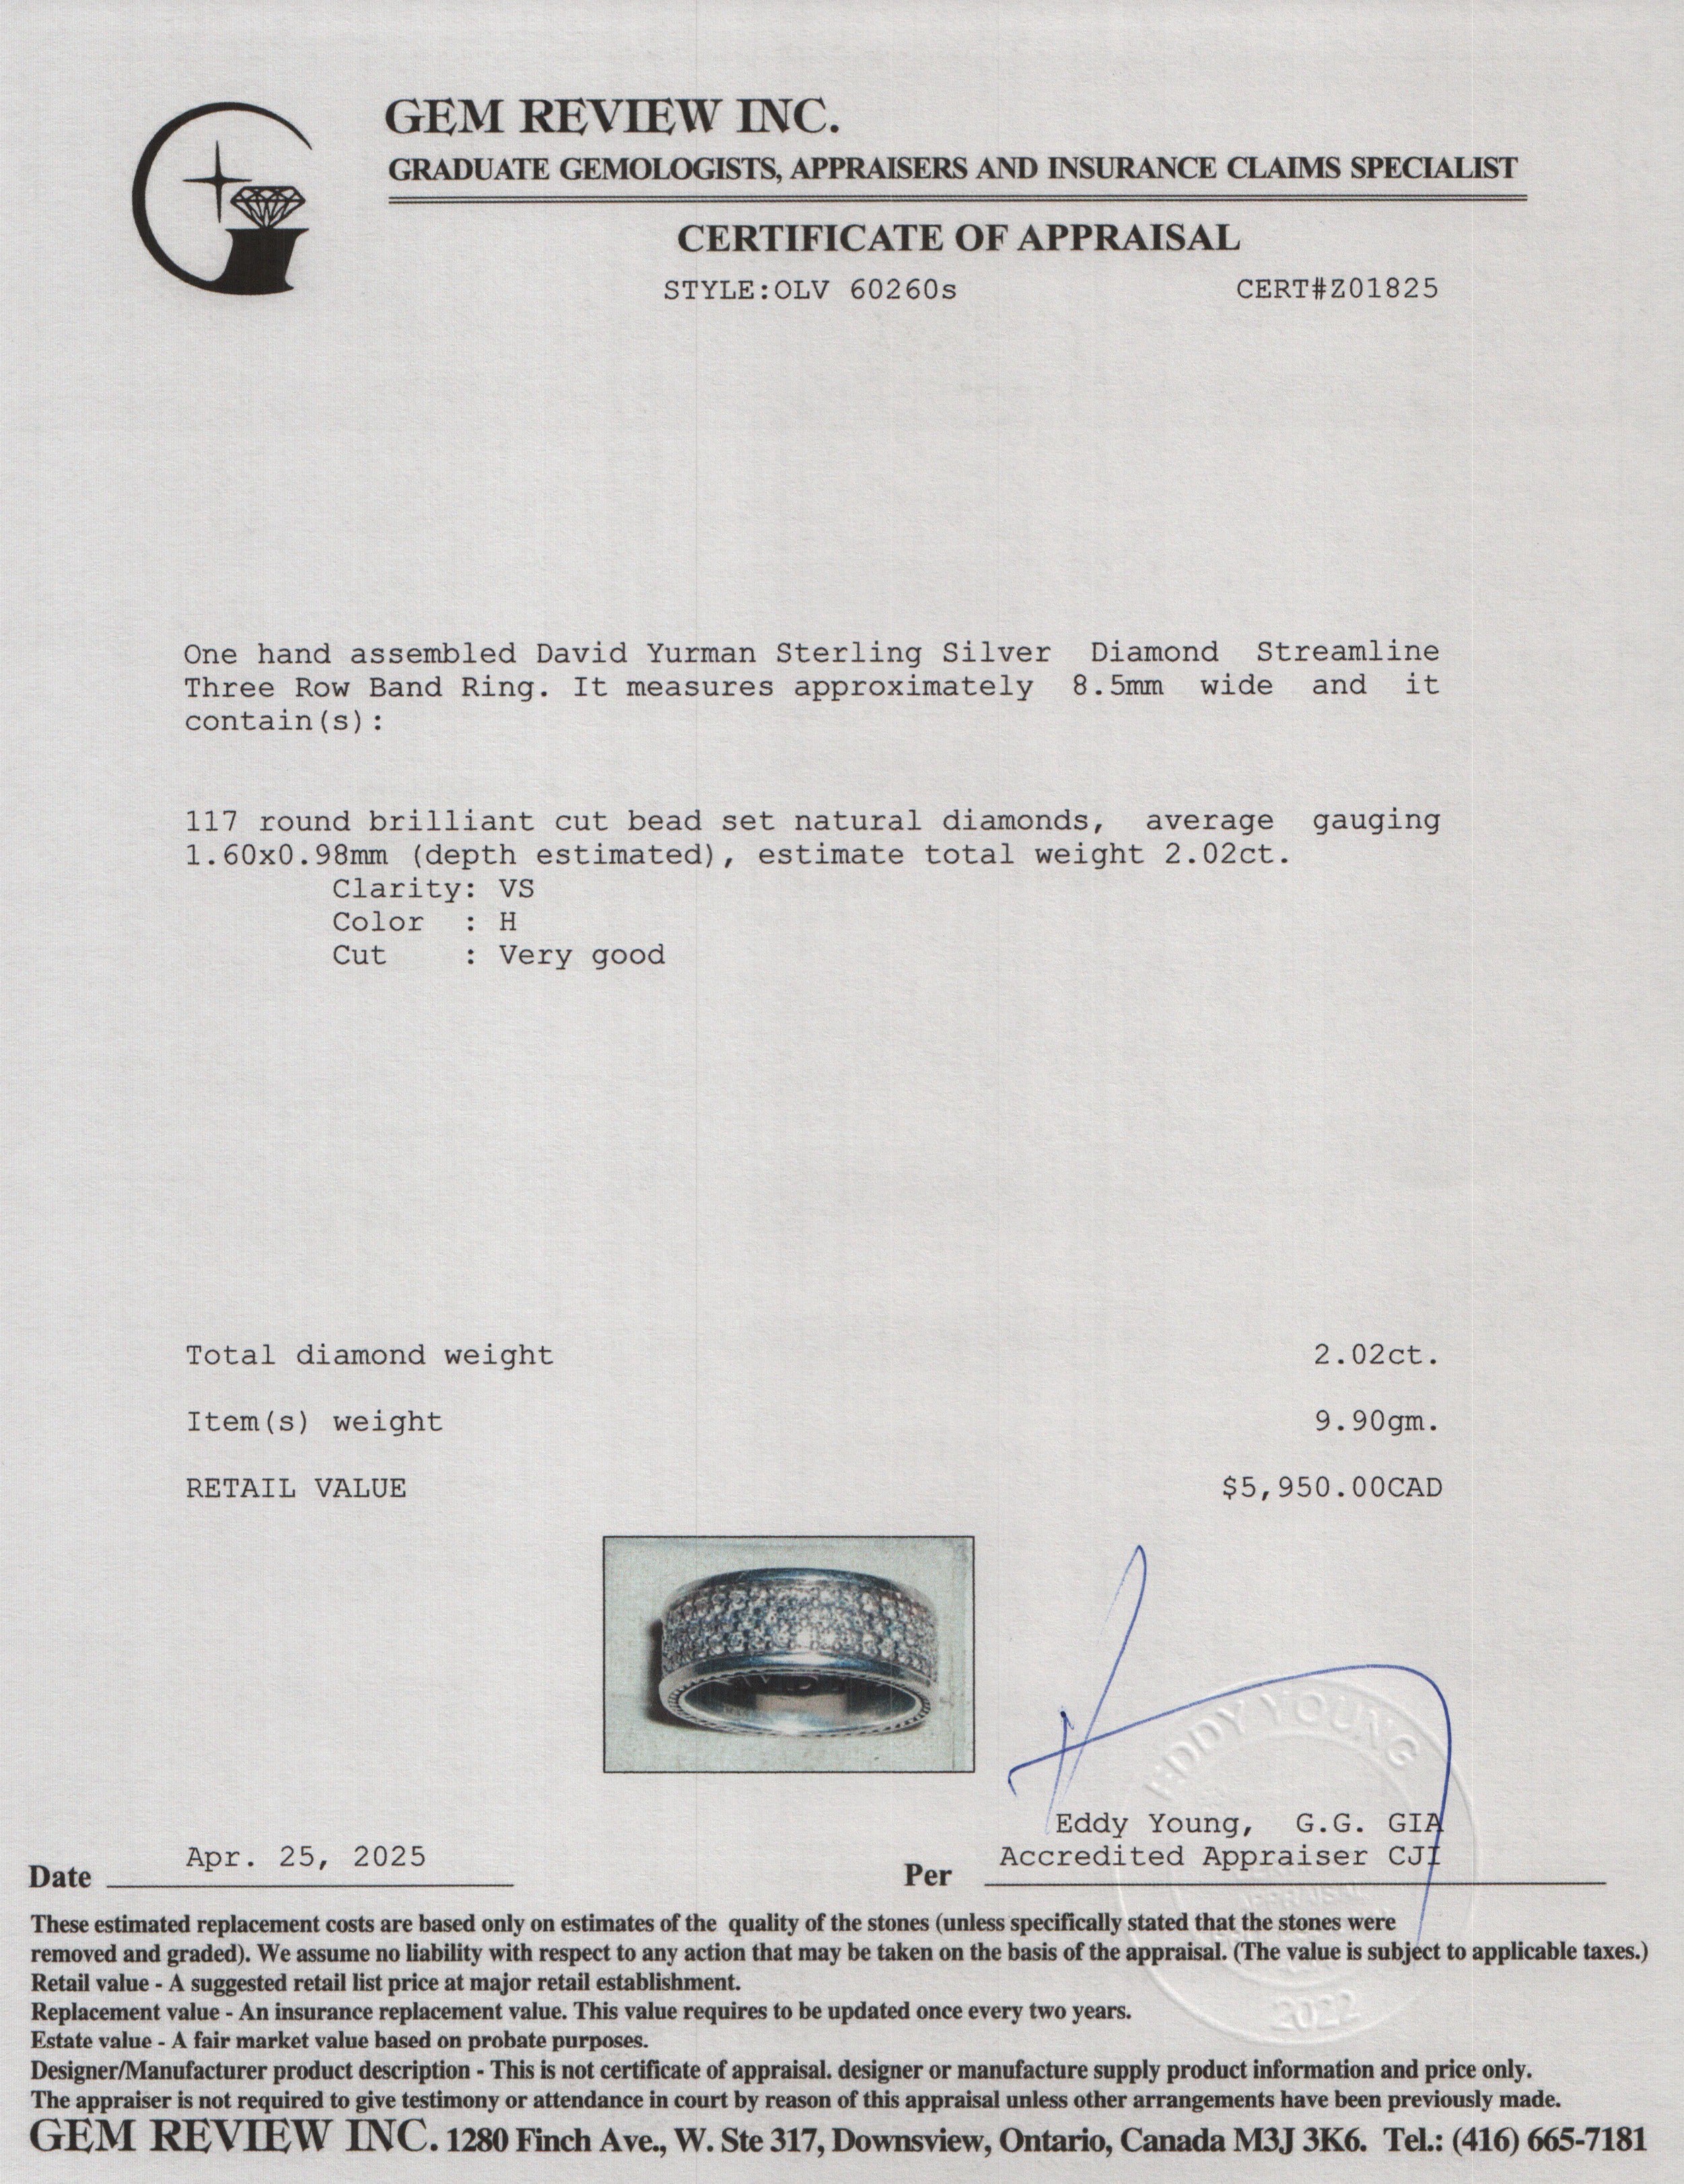 GEM REVIEW INC.
GRADUATE GEMOLOGISTS, APPRAISERS AND INSURANCE CLAIMS SPECIALIST
CERTIFICATE OF APPRAISAL
STYLE:OLV 60260s CERT#Z01825
One hand assembled David Yurman Sterling Silver Diamond Streamline
Three Row Band Ring. It measures approximately 8.5mm wide and it
contain(s):
117 round brilliant cut bead set natural diamonds, average gauging
1.60x0.98mm (depth estimated), estimate total weight 2.02ct.
Clarity: VS
Color : H
Cut : Very good
Total diamond weight 2.02ct.
Item(s) weight 9.90gm.
RETAIL VALUE $5,950.00CAD
EDDY YOUNG
Eddy Young, G.G. GIA
Date Apr. 25, 2025 Per Accredited Appraiser CJI
2022
These estimated replacement costs are based only on estimates of the quality of the stones (unless specifically stated that the stones were
removed and graded). We assume no liability with respect to any action that may be taken on the basis of the appraisal. (The value is subject to applicable taxes.)
Retail value - A suggested retail list price at major retail establishment.
Replacement value - An insurance replacement value. This value requires to be updated once every two years.
Estate value - A fair market value based on probate purposes.
Designer/Manufacturer product description - This is not certificate of appraisal. designer or manufacture supply product information and price only.
The appraiser is not required to give testimony or attendance in court by reason of this appraisal unless other arrangements have been previously made.
GEM REVIEW INC. 1280 Finch Ave., W. Ste 317, Downsview, Ontario, Canada M3J 3K6. Tel.: (416) 665-7181